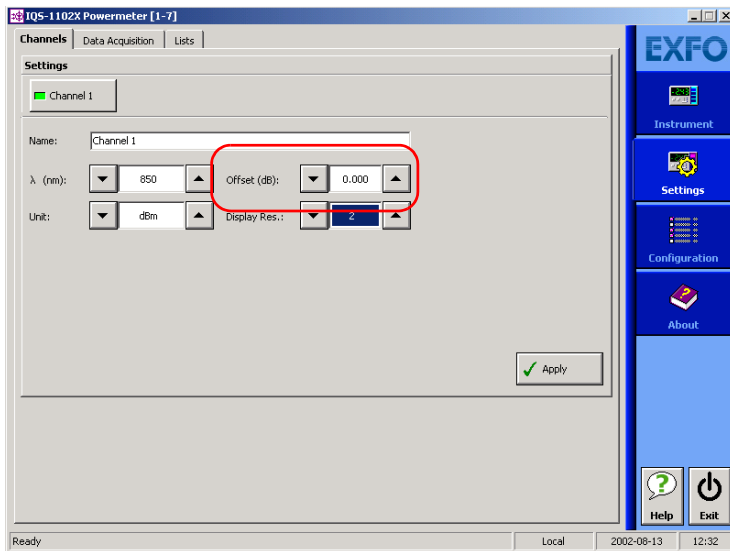 IQS-1102X Powermeter [1-7]
Channels Data Acquisition Lists
EXFO
Settings
Channel 1
Instrument
Name: Channel 1
λ (nm): 850 Offset (dB): 0.000
Settings
Unit: dBm Display Res.: 2
Configuration
About
Apply
Help Exit
Ready Local 2002-08-13 12:32